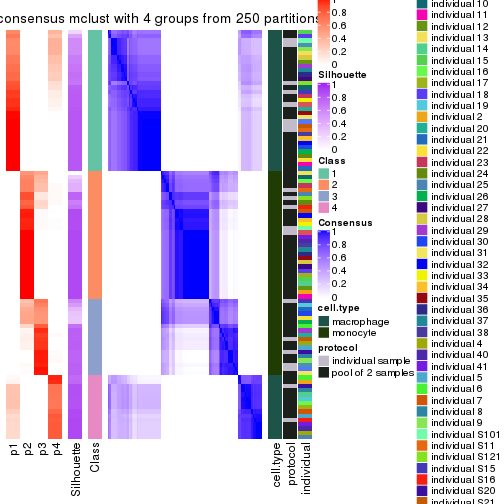 consensus mclust with 4 groups from 250 partitions
p1
p2
p3
p4
Silhouette
Class
cell.type
protocol
individual
0.8
0.6
0.4
0.2
0
Silhouette
1
0.8
0.6
0.4
0.2
0
Class
1
2
3
4
Consensus
1
0.8
0.6
0.4
0.2
0
cell.type
macrophage
monocyte
protocol
individual sample
pool of 2 samples
individual 10
individual 11
individual 12
individual 13
individual 14
individual 15
individual 16
individual 17
individual 18
individual 19
individual 2
individual 20
individual 21
individual 22
individual 23
individual 24
individual 25
individual 26
individual 27
individual 28
individual 29
individual 30
individual 31
individual 32
individual 33
individual 34
individual 35
individual 36
individual 37
individual 38
individual 4
individual 40
individual 41
individual 5
individual 6
individual 7
individual 8
individual 9
individual S101
individual S11
individual S121
individual S15
individual S16
individual S20
individual S21